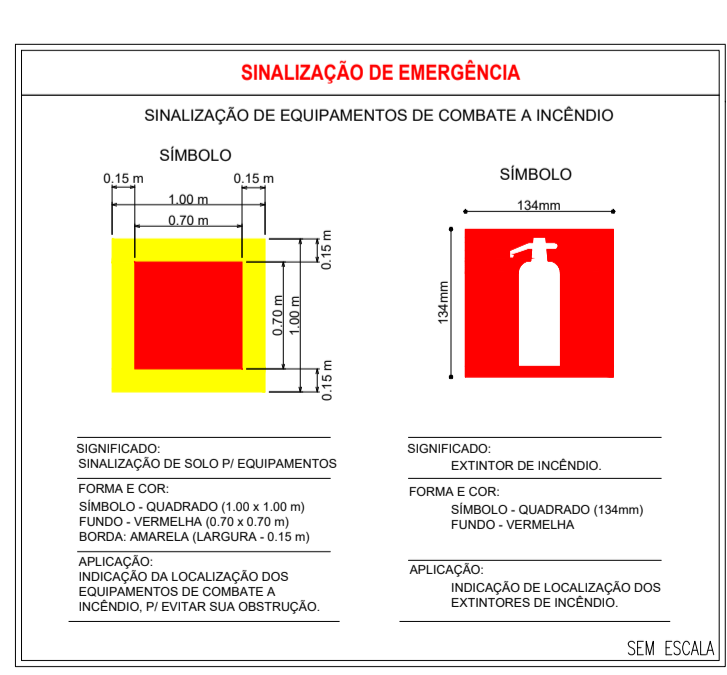 SINALIZAÇÃO DE EMERGÊNCIA
SINALIZAÇÃO DE EQUIPAMENTOS DE COMBATE A INCÊNDIO
SÍMBOLO
0.15 m
0.15 m
1.00 m
0.70 m
0.15 m
0.70 m
1.00 m
0.15 m
SIGNIFICADO:
SINALIZAÇÃO DE SOLO P/ EQUIPAMENTOS
FORMA E COR:
SÍMBOLO - QUADRADO (1.00 x 1.00 m)
FUNDO - VERMELHA (0.70 x 0.70 m)
BORDA: AMARELA (LARGURA - 0.15 m)
APLICAÇÃO:
INDICAÇÃO DA LOCALIZAÇÃO DOS
EQUIPAMENTOS DE COMBATE A
INCÊNDIO, P/ EVITAR SUA OBSTRUÇÃO.
SÍMBOLO
134mm
134mm
SIGNIFICADO:
EXTINTOR DE INCÊNDIO.
FORMA E COR:
SÍMBOLO - QUADRADO (134mm)
FUNDO - VERMELHA
APLICAÇÃO:
INDICAÇÃO DE LOCALIZAÇÃO DOS
EXTINTORES DE INCÊNDIO.
SEM ESCALA